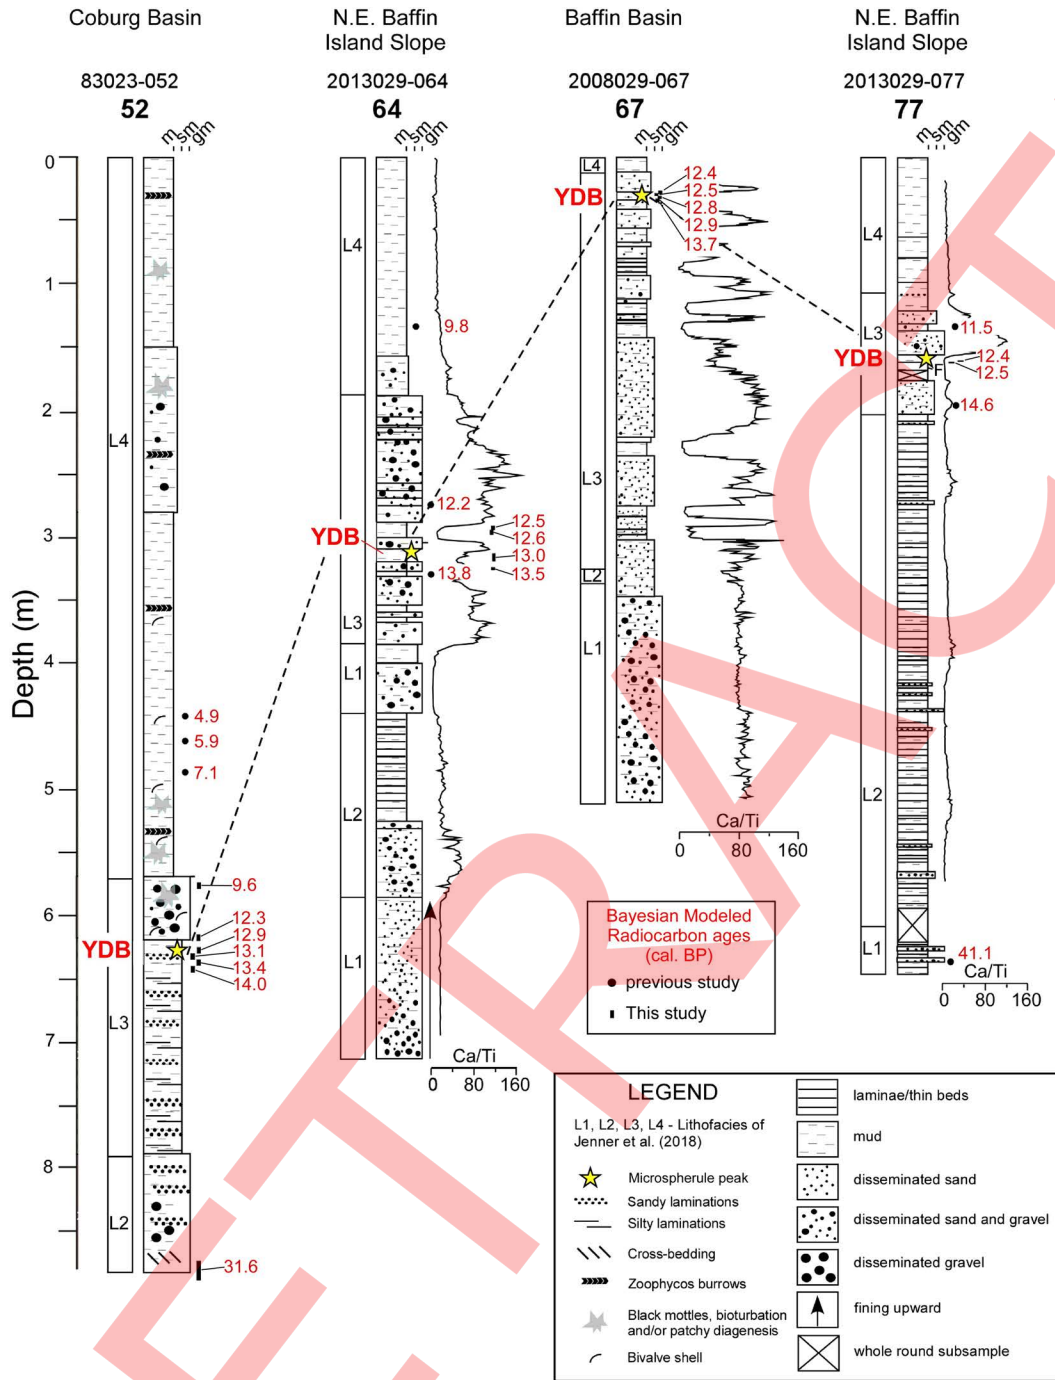 Coburg Basin
N.E. Baffin
Island Slope
Baffin Basin
N.E. Baffin
Island Slope
83023-052
2013029-064
2008029-067
2013029-077
52
64
67
77
m sm gm
m sm gm
m sm gm
m sm gm
Depth (m)
0
1
2
3
4
5
6
7
8
L4
L3
L2
YDB
4.9
5.9
7.1
9.6
12.3
12.9
13.1
13.4
14.0
31.6
L4
L3
L1
L2
L1
YDB
9.8
12.2
12.5
12.6
13.0
13.8
13.5
Ca/Ti
0 80 160
L4
L3
L2
L1
YDB
12.4
12.5
12.8
12.9
13.7
Ca/Ti
0 80 160
L4
L3
L2
L1
YDB
F
11.5
12.4
12.5
14.6
41.1
Ca/Ti
0 80 160
Bayesian Modeled
Radiocarbon ages
(cal. BP)
previous study
This study
LEGEND
L1, L2, L3, L4 - Lithofacies of
Jenner et al. (2018)
Microspherule peak
Sandy laminations
Silty laminations
Cross-bedding
Zoophycos burrows
Black mottles, bioturbation
and/or patchy diagenesis
Bivalve shell
laminae/thin beds
mud
disseminated sand
disseminated sand and gravel
disseminated gravel
fining upward
whole round subsample